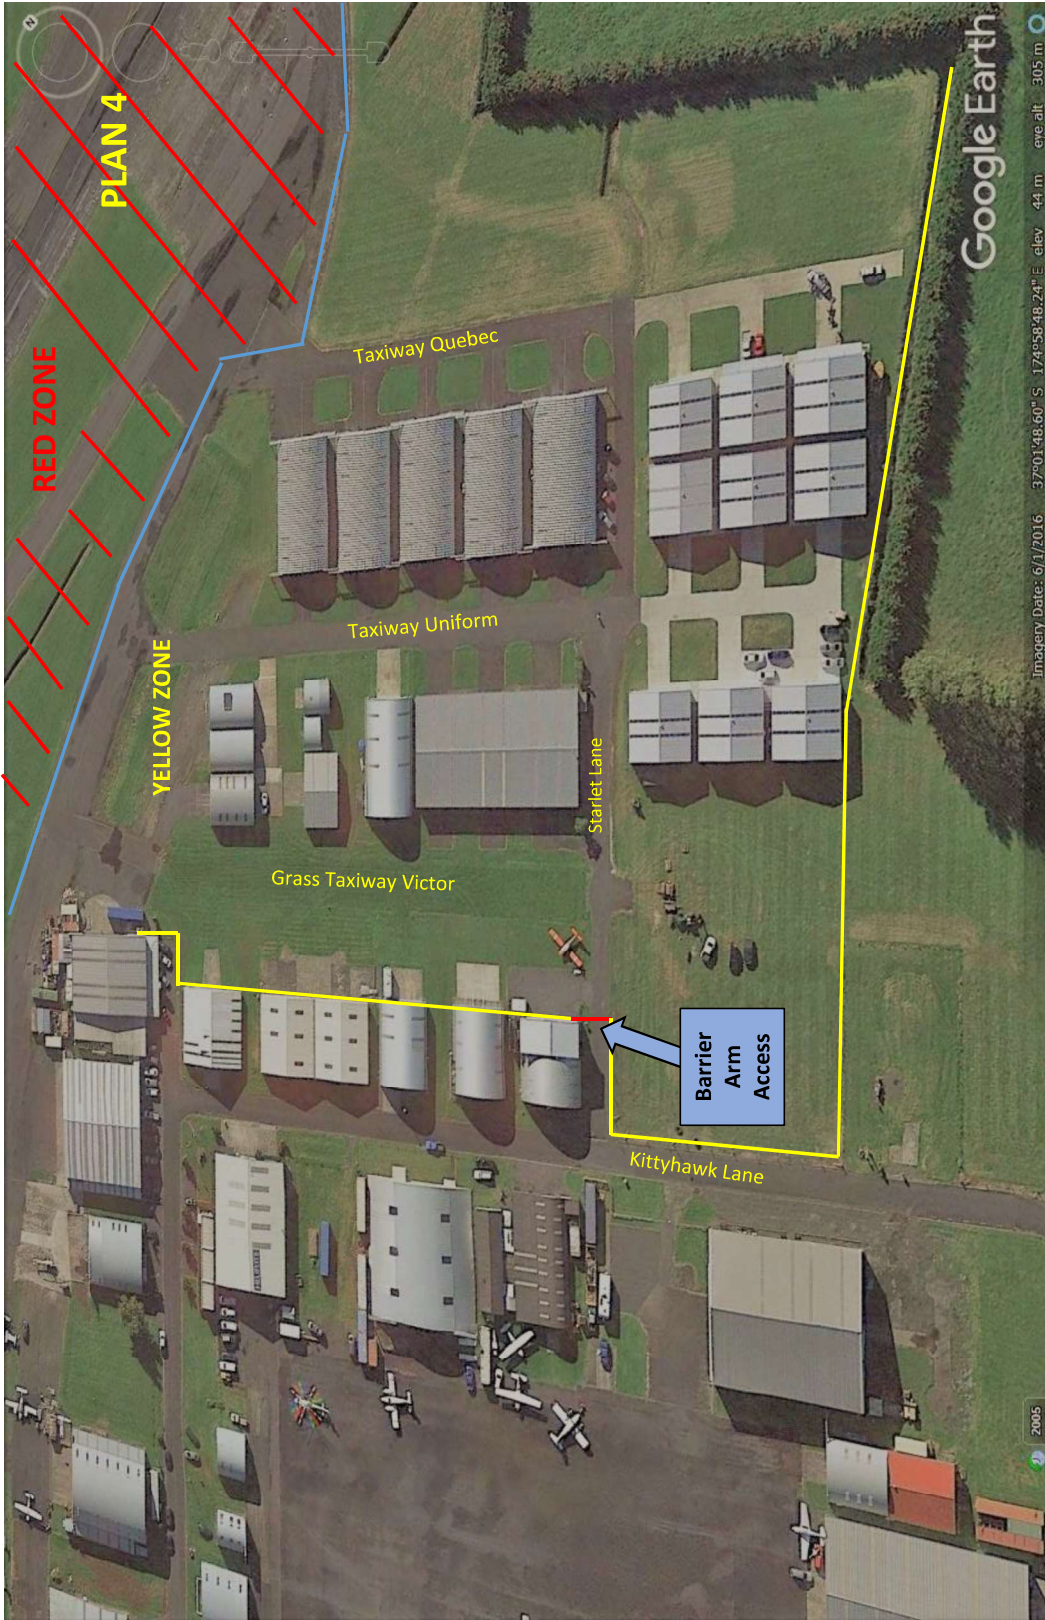 PLAN 4
RED ZONE
Taxiway Quebec
Taxiway Uniform
YELLOW ZONE
Starlet Lane
Grass Taxiway Victor
Barrier
Arm
Access
Kittyhawk Lane
Google Earth
N
2005
Imagery Date: 6/1/2016 37°01'48.60" S 174°58'48.24" E elev 44 m eye alt 305 m